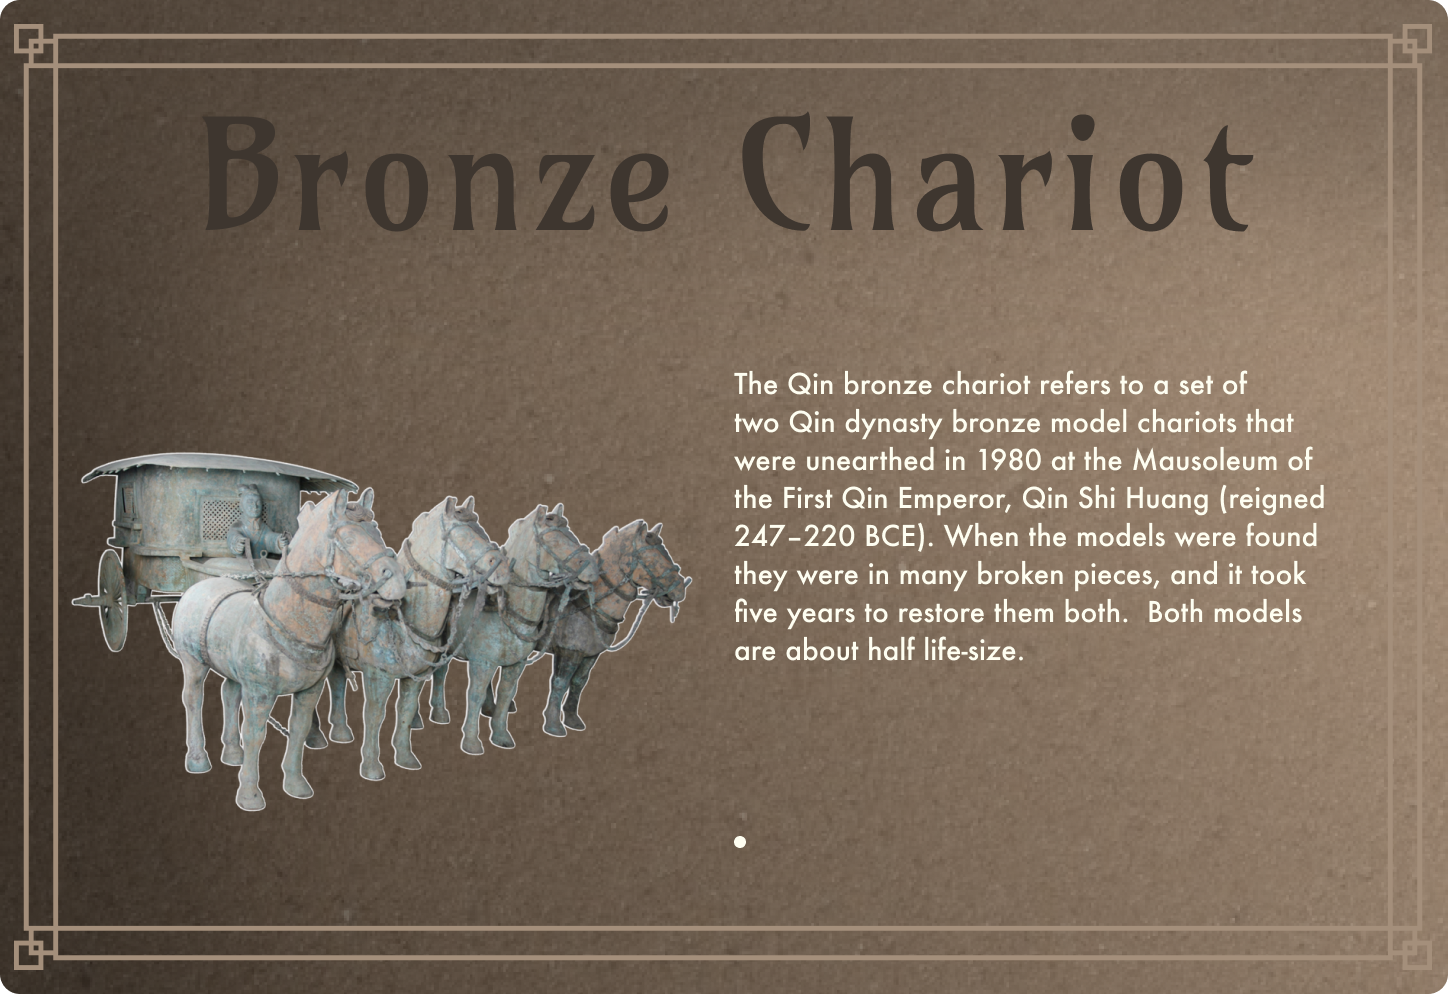 Bronze Chariot
The Qin bronze chariot refers to a set of
two Qin dynasty bronze model chariots that
were unearthed in 1980 at the Mausoleum of
the First Qin Emperor, Qin Shi Huang (reigned
247–220 BCE). When the models were found
they were in many broken pieces, and it took
five years to restore them both.  Both models
are about half life-size.
•